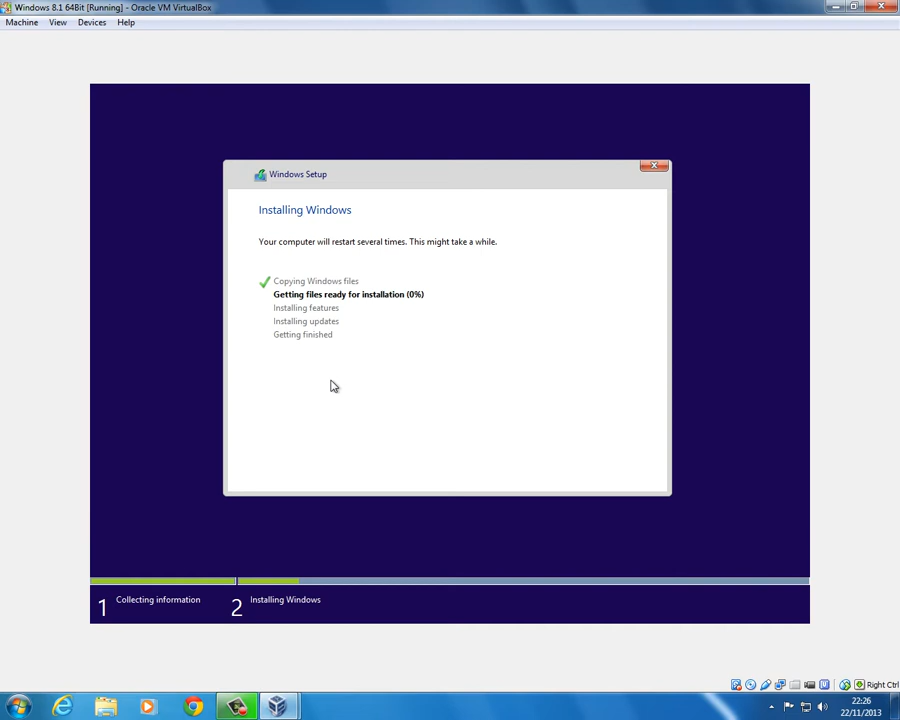 Windows 8.1 64Bit [Running] - Oracle VM VirtualBox
Machine View Devices Help
Windows Setup
Installing Windows
Your computer will restart several times. This might take a while.
Copying Windows files
Getting files ready for installation (0%)
Installing features
Installing updates
Getting finished
1 Collecting information 2 Installing Windows
Right Ctrl
22:26
22/11/2013